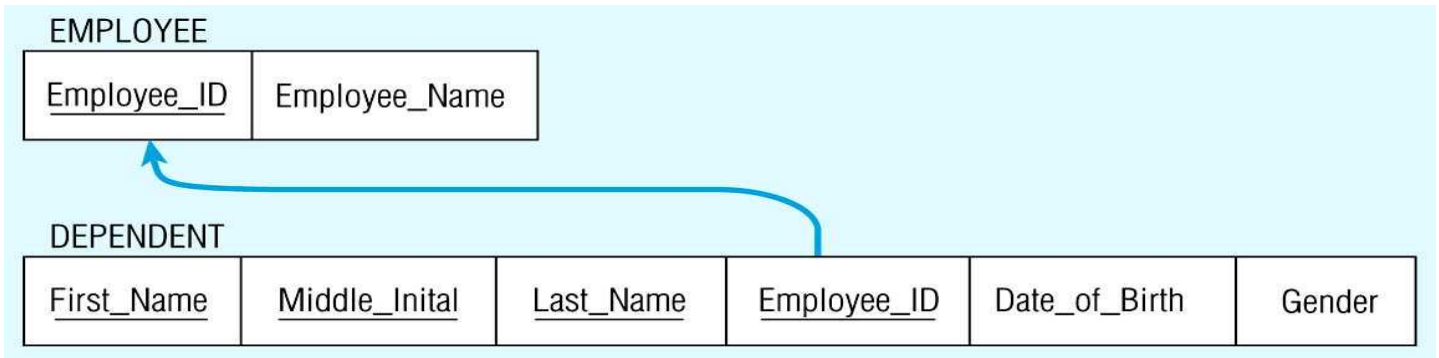 EMPLOYEE
Employee_ID Employee_Name
DEPENDENT
First_Name Middle_Inital Last_Name Employee_ID Date_of_Birth Gender